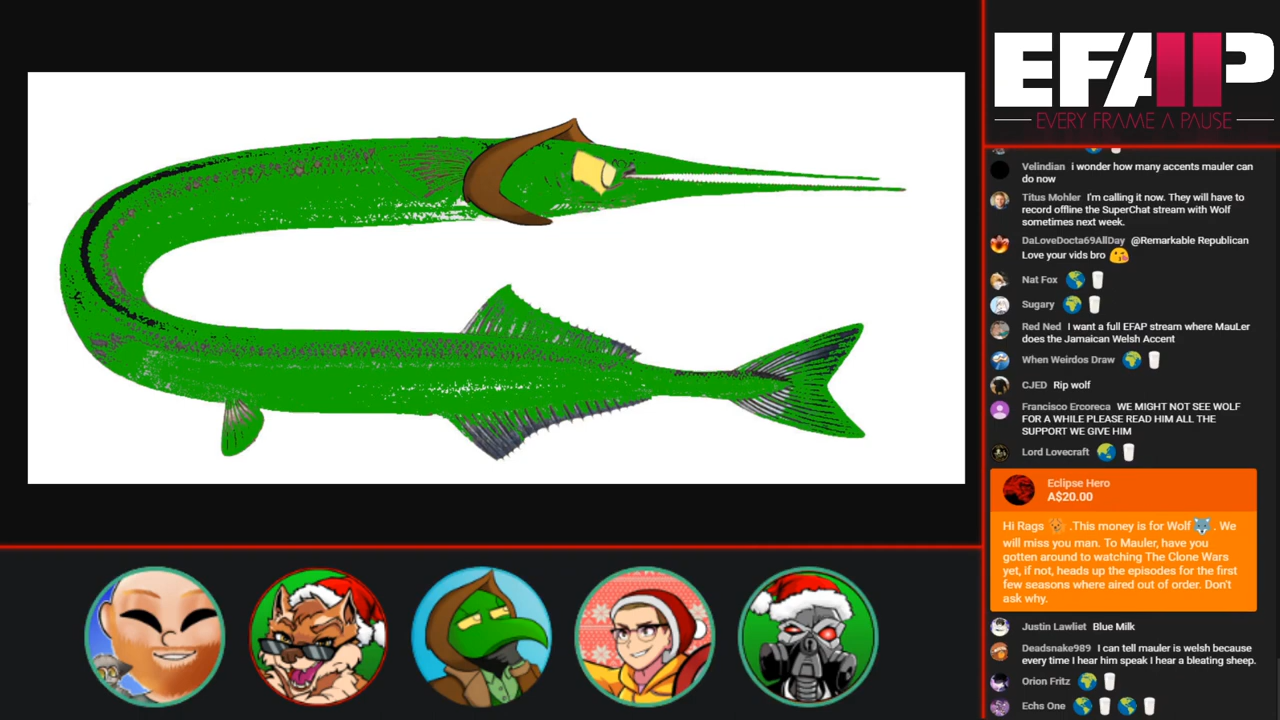 EFAP
EVERY FRAME A PAUSE
Velindian i wonder how many accents mauler can
do now
Titus Mohler I'm calling it now. They will have to
record offline the SuperChat stream with Wolf
sometimes next week.
DaLoveDocta69AllDay @Remarkable Republican
Love your vids bro 😘
Nat Fox 🌎🥛
Sugary 🌍🥛
Red Ned I want a full EFAP stream where MauLer
does the Jamaican Welsh Accent
When Weirdos Draw 🌍🥛
CJED Rip wolf
Francisco Ercoreca WE MIGHT NOT SEE WOLF
FOR A WHILE PLEASE READ HIM ALL THE
SUPPORT WE GIVE HIM
Lord Lovecraft 🌏🥛
Eclipse Hero
A$20.00
Hi Rags 🐕 .This money is for Wolf 🐺 . We
will miss you man. To Mauler, have you
gotten around to watching The Clone Wars
yet, if not, heads up the episodes for the first
few seasons where aired out of order. Don't
ask why.
Justin Lawliet Blue Milk
Deadsnake989 I can tell mauler is welsh because
every time I hear him speak I hear a bleating sheep.
Orion Fritz 🌍🥛
Echs One 🌎🥛🌎🥛